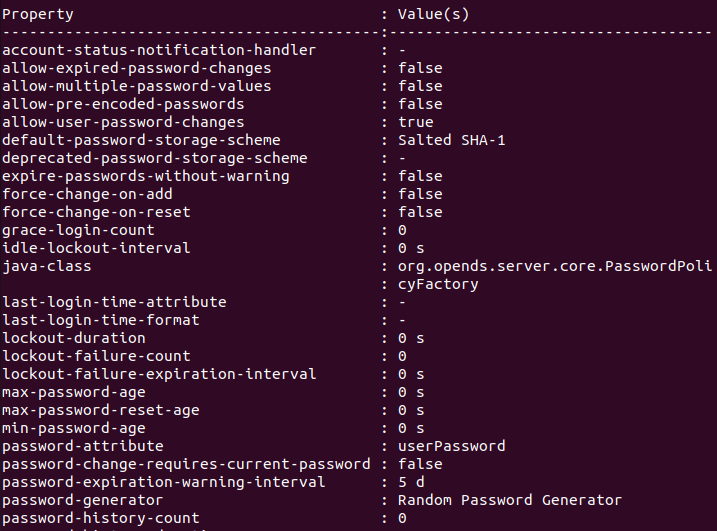 Property : Value(s)
------------------------------------------:------------------------------------
account-status-notification-handler : -
allow-expired-password-changes : false
allow-multiple-password-values : false
allow-pre-encoded-passwords : false
allow-user-password-changes : true
default-password-storage-scheme : Salted SHA-1
deprecated-password-storage-scheme : -
expire-passwords-without-warning : false
force-change-on-add : false
force-change-on-reset : false
grace-login-count : 0
idle-lockout-interval : 0 s
java-class : org.opends.server.core.PasswordPoli
: cyFactory
last-login-time-attribute : -
last-login-time-format : -
lockout-duration : 0 s
lockout-failure-count : 0
lockout-failure-expiration-interval : 0 s
max-password-age : 0 s
max-password-reset-age : 0 s
min-password-age : 0 s
password-attribute : userPassword
password-change-requires-current-password : false
password-expiration-warning-interval : 5 d
password-generator : Random Password Generator
password-history-count : 0